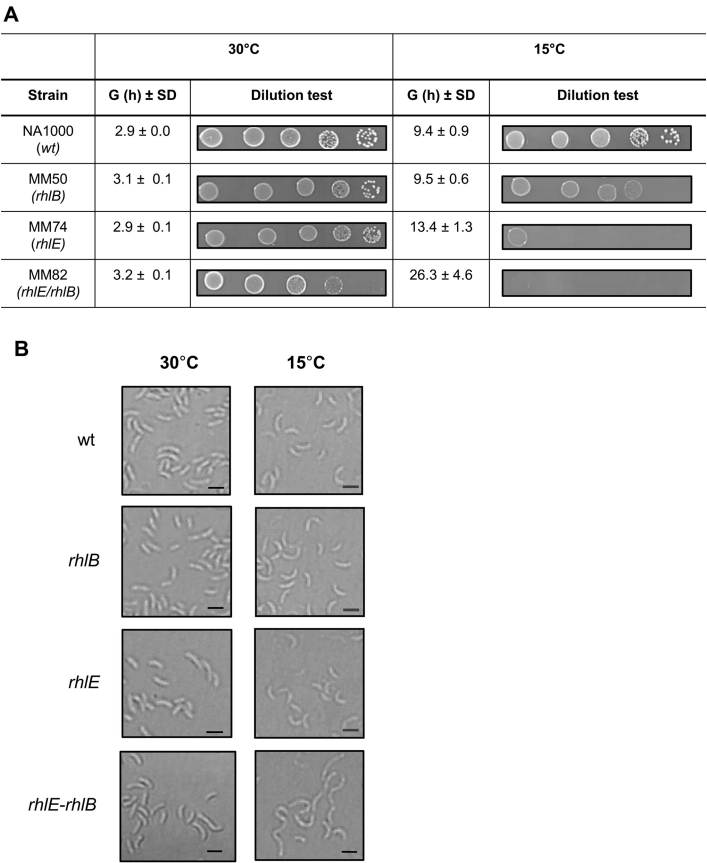 A
30°C 15°C
Strain G (h) ± SD Dilution test G (h) ± SD Dilution test
NA1000
(wt) 2.9 ± 0.0 9.4 ± 0.9
MM50
(rhlB) 3.1 ± 0.1 9.5 ± 0.6
MM74
(rhlE) 2.9 ± 0.1 13.4 ± 1.3
MM82
(rhlE/rhlB) 3.2 ± 0.1 26.3 ± 4.6
B
30°C 15°C
wt
rhlB
rhlE
rhlE-rhlB